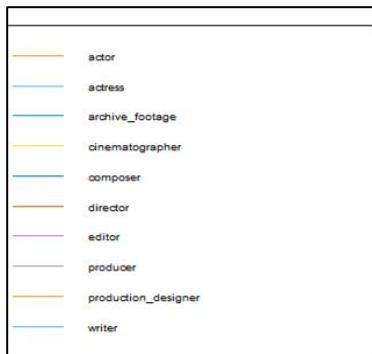 actor
actress
archive_footage
cinematographer
composer
director
editor
producer
production_designer
writer